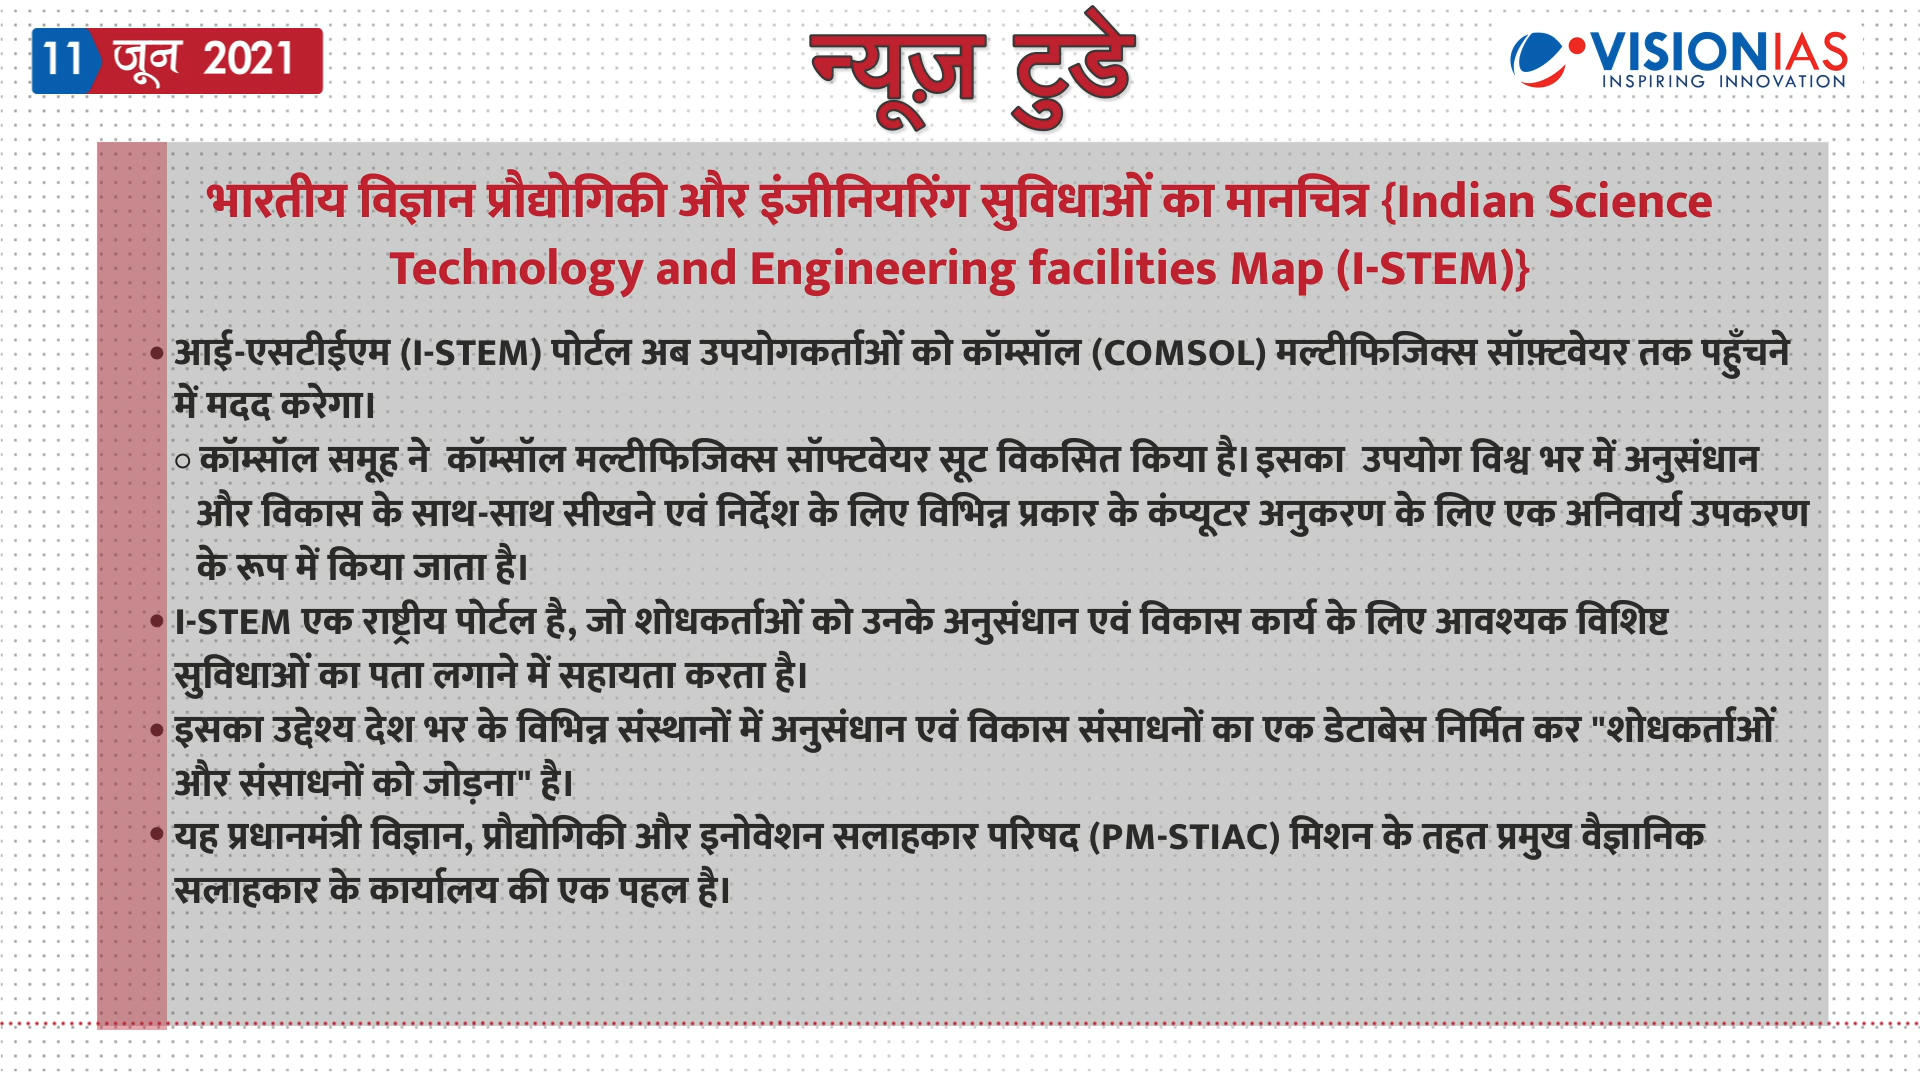 11 जून 2021
न्यूज़ टुडे
VISIONIAS
INSPIRING INNOVATION
भारतीय विज्ञान प्रौद्योगिकी और इंजीनियरिंग सुविधाओं का मानचित्र {Indian Science
Technology and Engineering facilities Map (I-STEM)}
• आई-एसटीईएम (I-STEM) पोर्टल अब उपयोगकर्ताओं को कॉम्सॉल (COMSOL) मल्टीफिजिक्स सॉफ़्टवेयर तक पहुँचने
में मदद करेगा।
○ कॉम्सॉल समूह ने कॉम्सॉल मल्टीफिजिक्स सॉफ्टवेयर सूट विकसित किया है। इसका उपयोग विश्व भर में अनुसंधान
और विकास के साथ-साथ सीखने एवं निर्देश के लिए विभिन्न प्रकार के कंप्यूटर अनुकरण के लिए एक अनिवार्य उपकरण
के रूप में किया जाता है।
• I-STEM एक राष्ट्रीय पोर्टल है, जो शोधकर्ताओं को उनके अनुसंधान एवं विकास कार्य के लिए आवश्यक विशिष्ट
सुविधाओं का पता लगाने में सहायता करता है।
• इसका उद्देश्य देश भर के विभिन्न संस्थानों में अनुसंधान एवं विकास संसाधनों का एक डेटाबेस निर्मित कर "शोधकर्ताओं
और संसाधनों को जोड़ना" है।
• यह प्रधानमंत्री विज्ञान, प्रौद्योगिकी और इनोवेशन सलाहकार परिषद (PM-STIAC) मिशन के तहत प्रमुख वैज्ञानिक
सलाहकार के कार्यालय की एक पहल है।